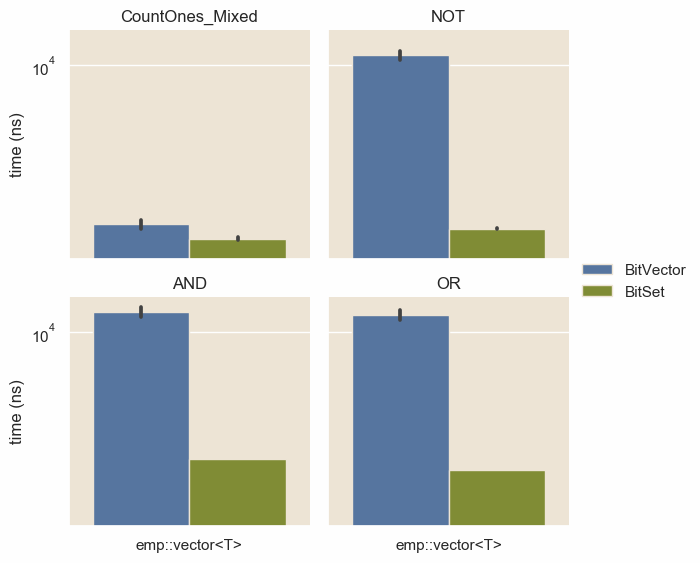 CountOnes_Mixed
NOT
10^4
time (ns)
BitVector
BitSet
AND
OR
10^4
time (ns)
emp::vector<T>
emp::vector<T>